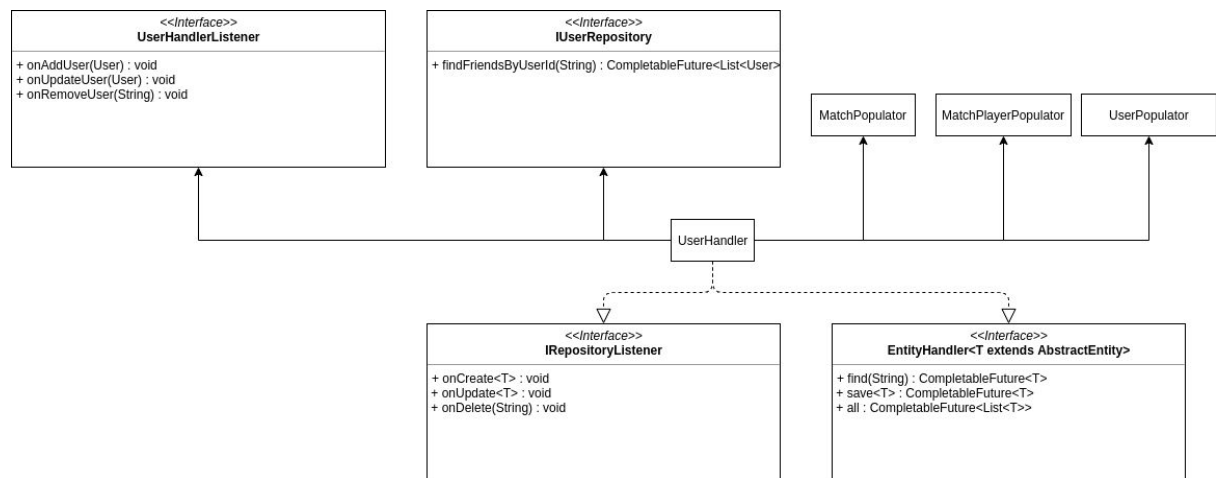 <<Interface>>
UserHandlerListener
+ onAddUser(User) : void
+ onUpdateUser(User) : void
+ onRemoveUser(String) : void
<<Interface>>
IUserRepository
+ findFriendsByUserId(String) : CompletableFuture<List<User>
MatchPopulator
MatchPlayerPopulator
UserPopulator
UserHandler
<<Interface>>
IRepositoryListener
+ onCreate<T> : void
+ onUpdate<T> : void
+ onDelete(String) : void
<<Interface>>
EntityHandler<T extends AbstractEntity>
+ find(String) : CompletableFuture<T>
+ save<T> : CompletableFuture<T>
+ all : CompletableFuture<List<T>>